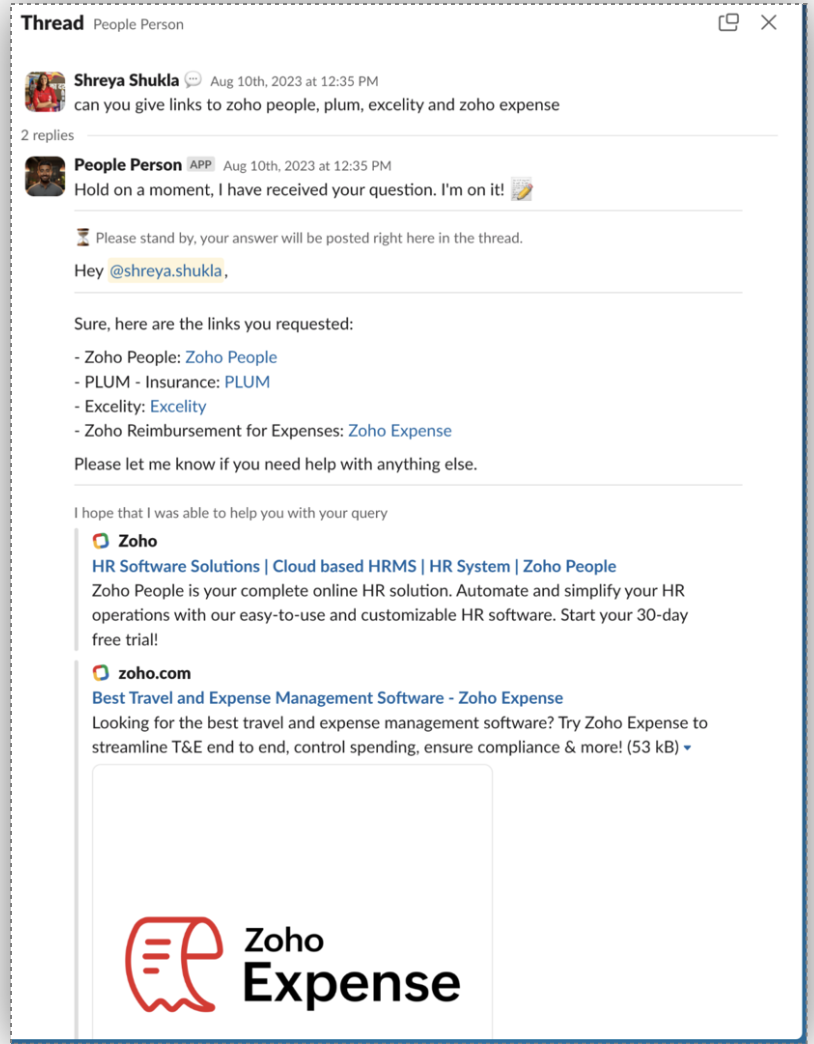 Thread People Person
Shreya Shukla Aug 10th, 2023 at 12:35 PM
can you give links to zoho people, plum, excelity and zoho expense
2 replies
People Person APP Aug 10th, 2023 at 12:35 PM
Hold on a moment, I have received your question. I'm on it!
Please stand by, your answer will be posted right here in the thread.
Hey @shreya.shukla,
Sure, here are the links you requested:
- Zoho People: Zoho People
- PLUM - Insurance: PLUM
- Excelity: Excelity
- Zoho Reimbursement for Expenses: Zoho Expense
Please let me know if you need help with anything else.
I hope that I was able to help you with your query
Zoho
HR Software Solutions | Cloud based HRMS | HR System | Zoho People
Zoho People is your complete online HR solution. Automate and simplify your HR
operations with our easy-to-use and customizable HR software. Start your 30-day
free trial!
zoho.com
Best Travel and Expense Management Software - Zoho Expense
Looking for the best travel and expense management software? Try Zoho Expense to
streamline T&E end to end, control spending, ensure compliance & more! (53 kB)
Zoho
Expense